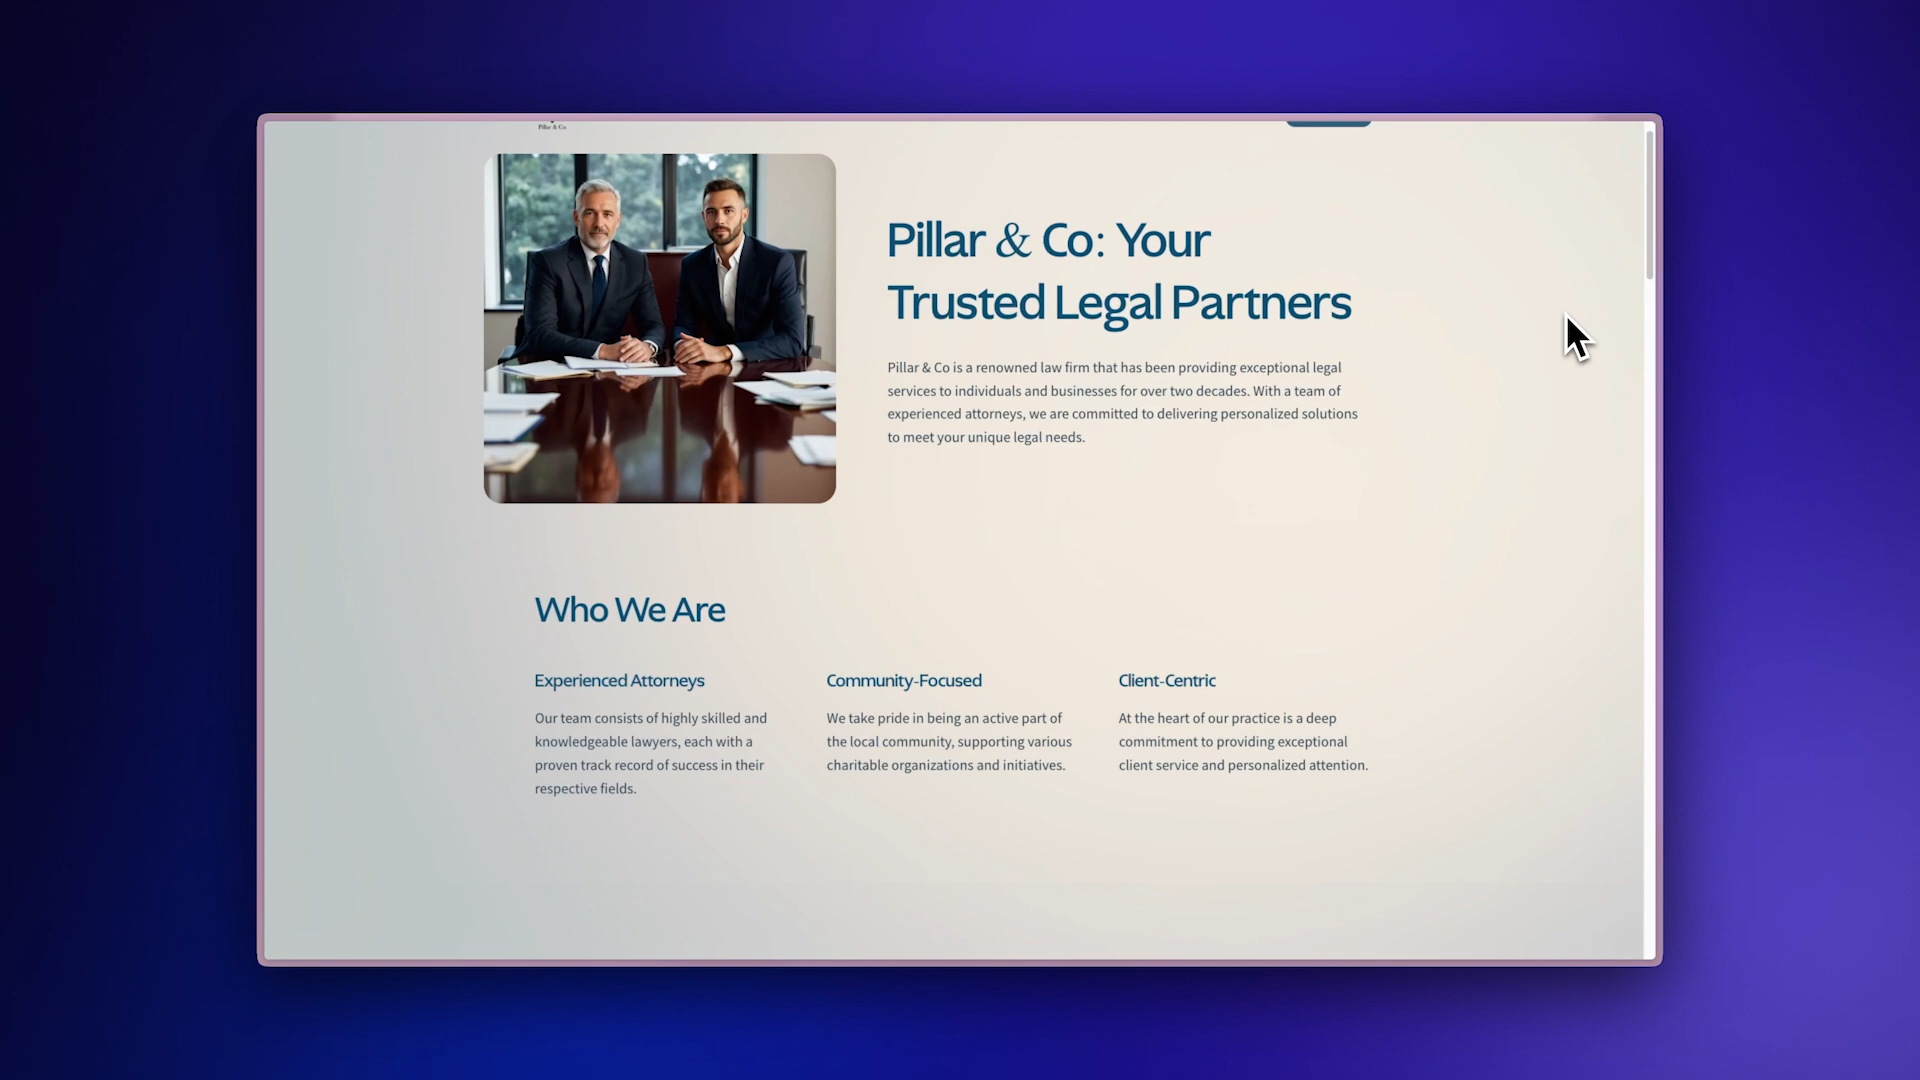 Pillar & Co
Pillar & Co: Your
Trusted Legal Partners
Pillar & Co is a renowned law firm that has been providing exceptional legal
services to individuals and businesses for over two decades. With a team of
experienced attorneys, we are committed to delivering personalized solutions
to meet your unique legal needs.
Who We Are
Experienced Attorneys
Our team consists of highly skilled and
knowledgeable lawyers, each with a
proven track record of success in their
respective fields.
Community-Focused
We take pride in being an active part of
the local community, supporting various
charitable organizations and initiatives.
Client-Centric
At the heart of our practice is a deep
commitment to providing exceptional
client service and personalized attention.